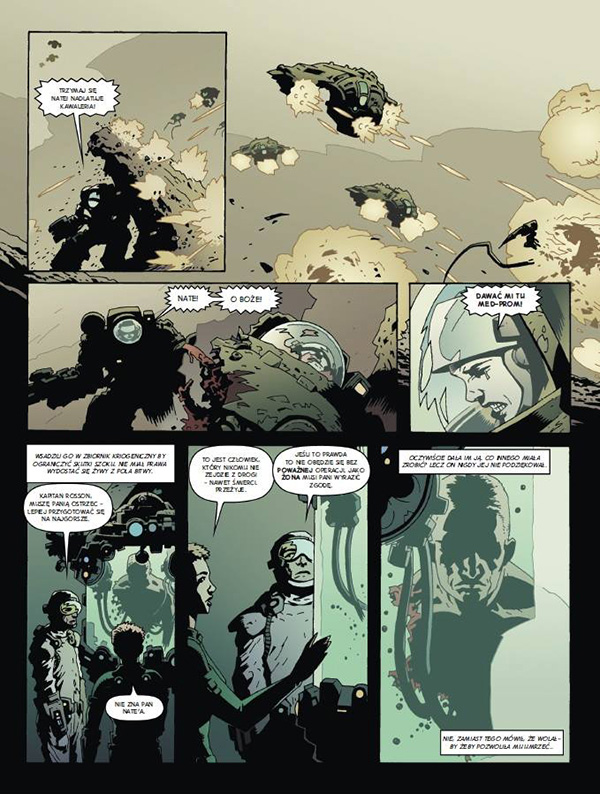 TRZYMAJ SIĘ
NATE! NADLATUJE
KAWALERIA!
NATE!
O BOŻE!
DAWAĆ MI TU
MED-PROM!
WSADZILI GO W ZBIORNIK KRIOGENICZNY BY
OGRANICZYĆ SKUTKI SZOKU. NIE MIAŁ PRAWA
WYDOSTAĆ SIĘ ŻYWY Z POLA BITWY.
KAPITAN ROSSON,
MUSZĘ PANIĄ OSTRZEC -
LEPIEJ PRZYGOTOWAĆ SIĘ
NA NAJGORSZE.
NIE ZNA PAN
NATE'A.
TO JEST CZŁOWIEK,
KTÓRY NIKOMU NIE
ZEJDZIE Z DROGI
- NAWET ŚMIERCI.
PRZEŻYJE.
JEŚLI TO PRAWDA
TO NIE OBĘDZIE SIĘ BEZ
POWAŻNEJ OPERACJI. JAKO
ŻONA MUSI PANI WYRAZIĆ
ZGODĘ.
OCZYWIŚCIE DAŁA IM JĄ. CO INNEGO MIAŁA
ZROBIĆ? LECZ ON NIGDY JEJ NIE PODZIĘKOWAŁ.
NIE. ZAMIAST TEGO MÓWIŁ, ŻE WOLAŁ-
BY ŻEBY POZWOLIŁA MU UMRZEĆ...